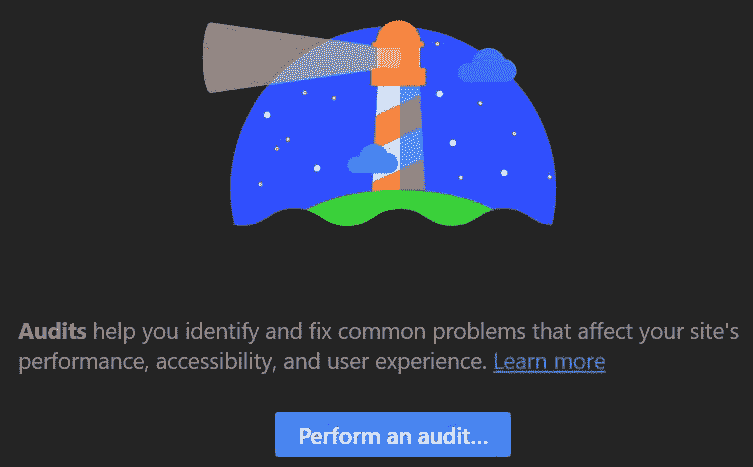 Audits help you identify and fix common problems that affect your site's
performance, accessibility, and user experience. Learn more
Perform an audit...